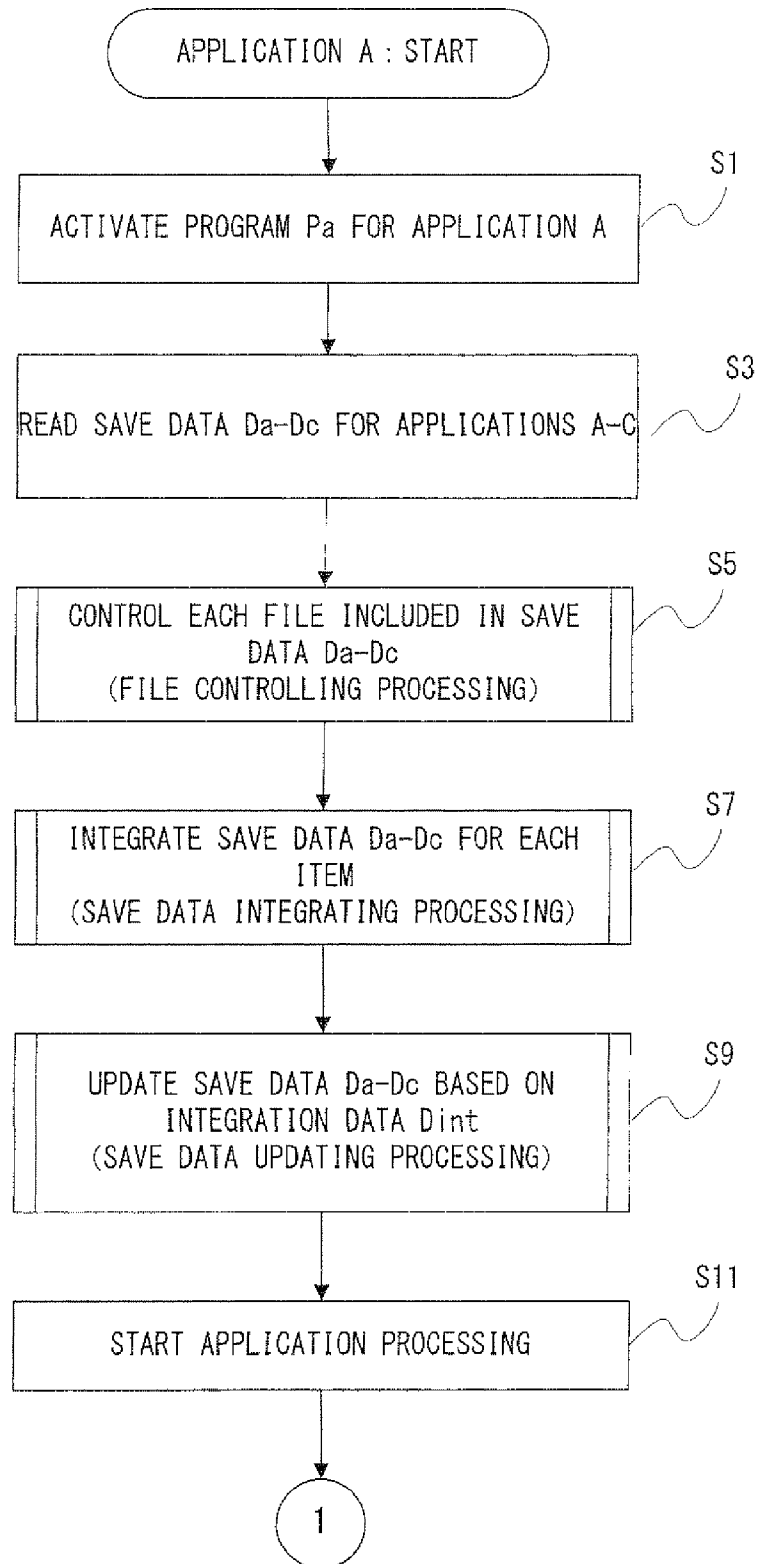 APPLICATION A : START
S1
ACTIVATE PROGRAM Pa FOR APPLICATION A
S3
READ SAVE DATA Da-Dc FOR APPLICATIONS A-C
S5
CONTROL EACH FILE INCLUDED IN SAVE
DATA Da-Dc
(FILE CONTROLLING PROCESSING)
S7
INTEGRATE SAVE DATA Da-Dc FOR EACH
ITEM
(SAVE DATA INTEGRATING PROCESSING)
S9
UPDATE SAVE DATA Da-Dc BASED ON
INTEGRATION DATA Dint
(SAVE DATA UPDATING PROCESSING)
S11
START APPLICATION PROCESSING
1